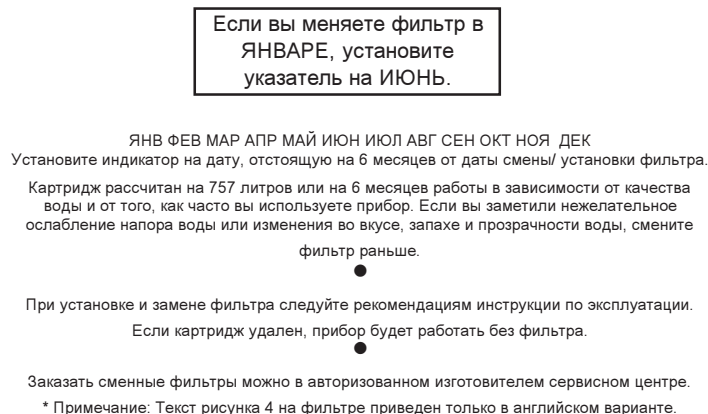 Если вы меняете фильтр в
ЯНВАРЕ, установите
указатель на ИЮНЬ.
ЯНВ ФЕВ МАР АПР МАЙ ИЮН ИЮЛ АВГ СЕН ОКТ НОЯ ДЕК
Установите индикатор на дату, отстоящую на 6 месяцев от даты смены/ установки фильтра.
Картридж рассчитан на 757 литров или на 6 месяцев работы в зависимости от качества
воды и от того, как часто вы используете прибор. Если вы заметили нежелательное
ослабление напора воды или изменения во вкусе, запахе и прозрачности воды, смените
фильтр раньше.
●
При установке и замене фильтра следуйте рекомендациям инструкции по эксплуатации.
Если картридж удален, прибор будет работать без фильтра.
●
Заказать сменные фильтры можно в авторизованном изготовителем сервисном центре.
* Примечание: Текст рисунка 4 на фильтре приведен только в английском варианте.